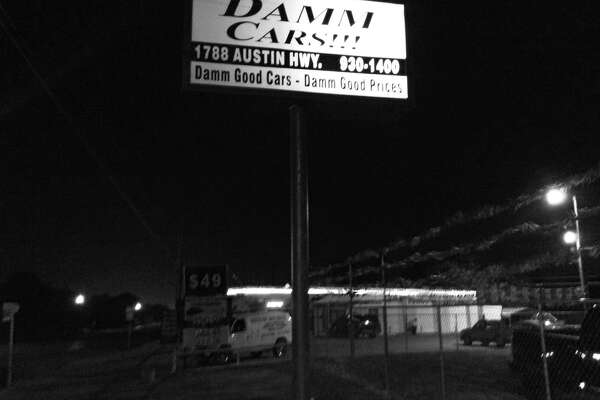 DAMM
CARS!!!
1788 AUSTIN HWY. 930-1400
Damm Good Cars - Damm Good Prices
$49